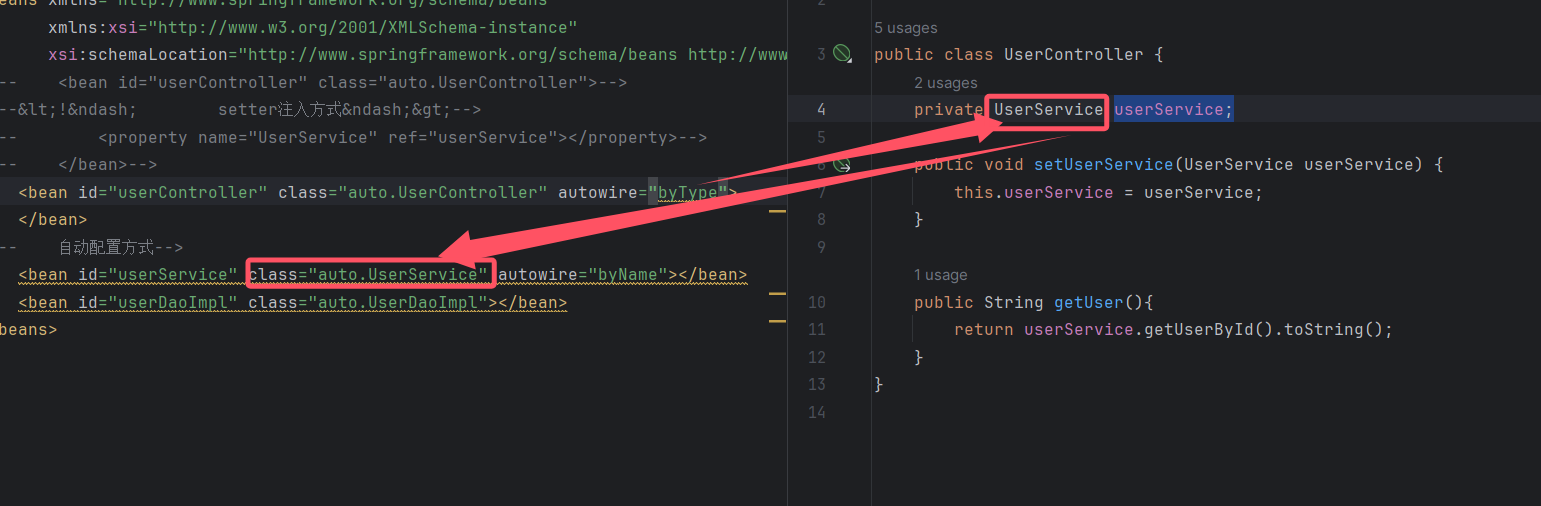 eans xmlns="http://www.springframework.org/schema/beans"
xmlns:xsi="http://www.w3.org/2001/XMLSchema-instance"
xsi:schemaLocation="http://www.springframework.org/schema/beans http://www
-- <bean id="userController" class="auto.UserController">-->
--&lt;!&ndash; setter注入方式&ndash;&gt;-->
-- <property name="UserService" ref="userService"></property>-->
-- </bean>-->
<bean id="userController" class="auto.UserController" autowire="byType">
</bean>
-- 自动配置方式-->
<bean id="userService" class="auto.UserService" autowire="byName"></bean>
<bean id="userDaoImpl" class="auto.UserDaoImpl"></bean>
beans>
2
5 usages
3 public class UserController {
2 usages
4 private UserService userService;
5
6 public void setUserService(UserService userService) {
7 this.userService = userService;
8 }
9
1 usage
10 public String getUser(){
11 return userService.getUserById().toString();
12 }
13 }
14